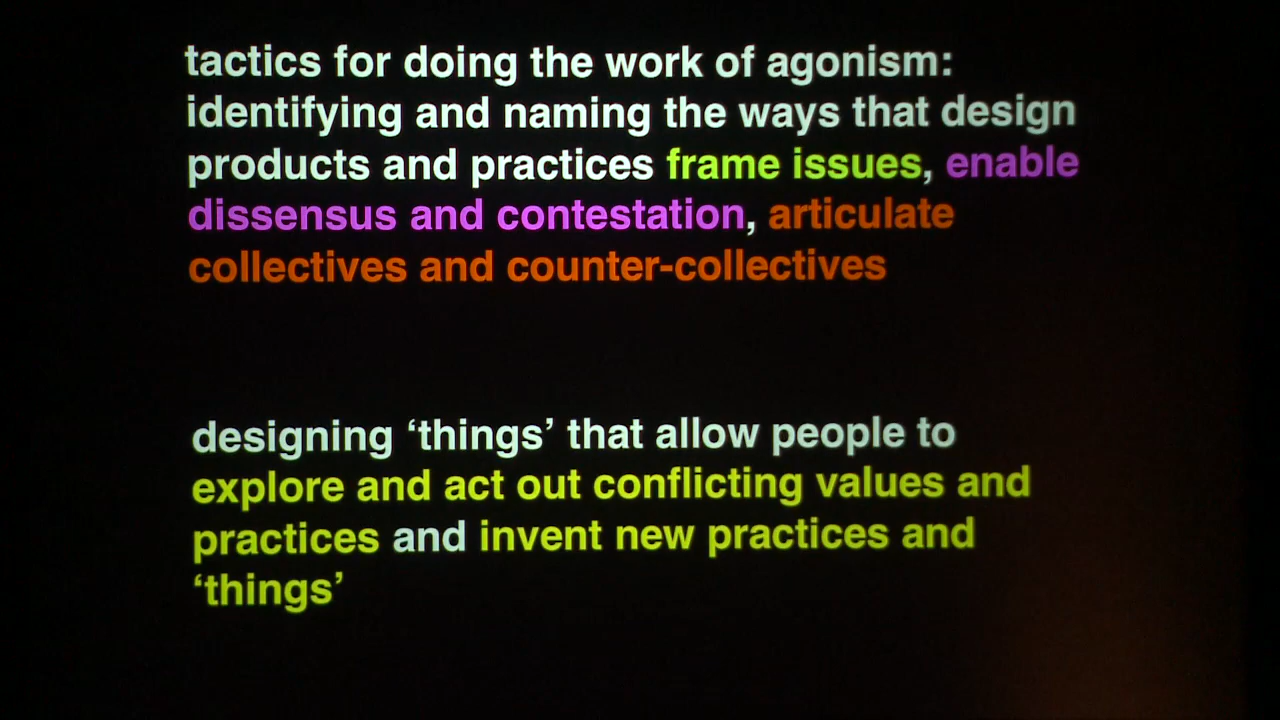 tactics for doing the work of agonism:
identifying and naming the ways that design
products and practices frame issues, enable
dissensus and contestation, articulate
collectives and counter-collectives
designing ‘things’ that allow people to
explore and act out conflicting values and
practices and invent new practices and
‘things’